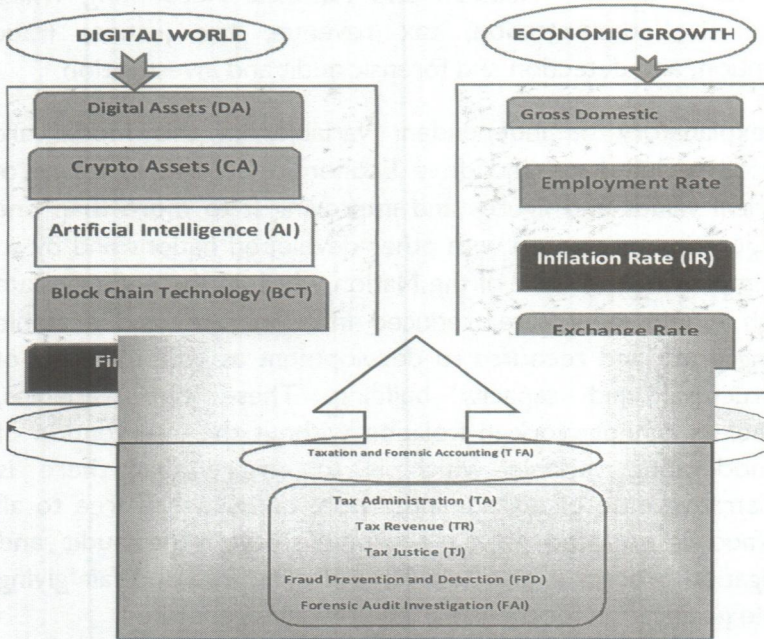 DIGITAL WORLD
Digital Assets (DA)
Crypto Assets (CA)
Artificial Intelligence (AI)
Block Chain Technology (BCT)
ECONOMIC GROWTH
Gross Domestic
Employment Rate
Inflation Rate (IR)
Exchange Rate
Taxation and Forensic Accounting (T FA)
Tax Administration (TA)
Tax Revenue (TR)
Tax Justice (TJ)
Fraud Prevention and Detection (FPD)
Forensic Audit Investigation (FAI)